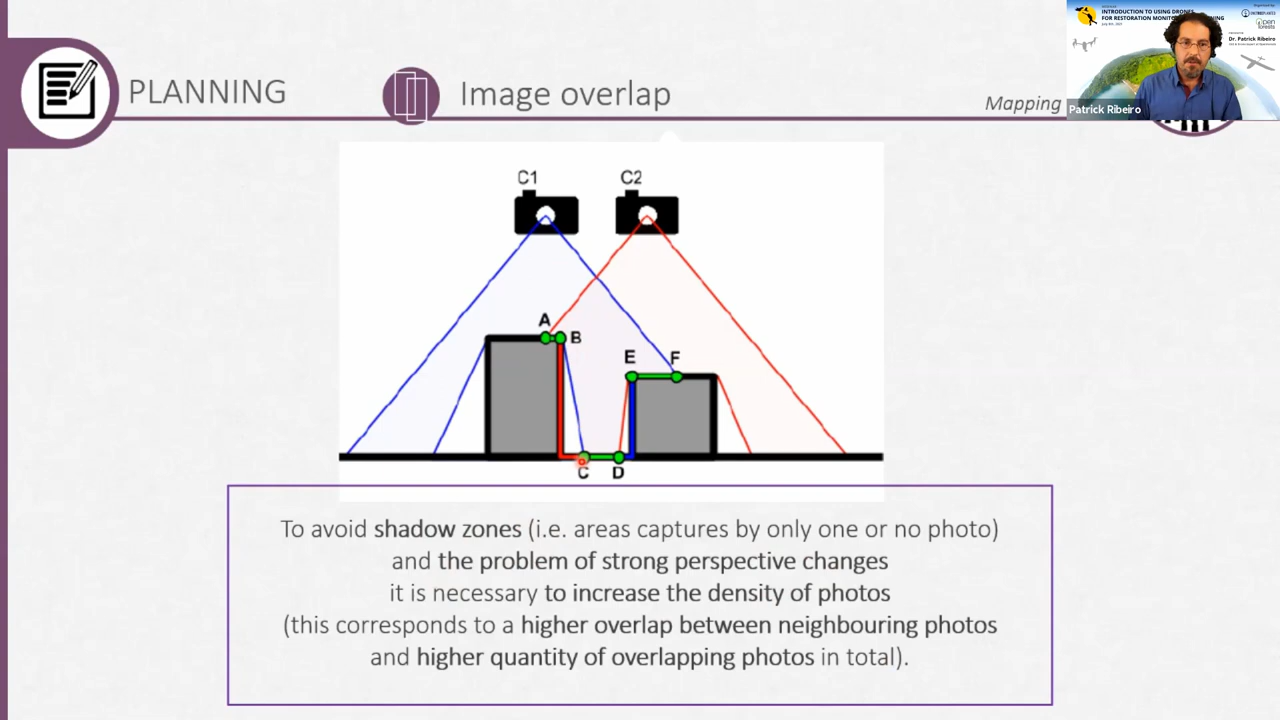 PLANNING
Image overlap
Mapping
INTRODUCTION TO USING DRONES
FOR RESTORATION
Dr. Patrick Ribeiro
Patrick Ribeiro
C1
C2
A
B
E
F
C
D
To avoid shadow zones (i.e. areas captures by only one or no photo)
and the problem of strong perspective changes
it is necessary to increase the density of photos
(this corresponds to a higher overlap between neighbouring photos
and higher quantity of overlapping photos in total).